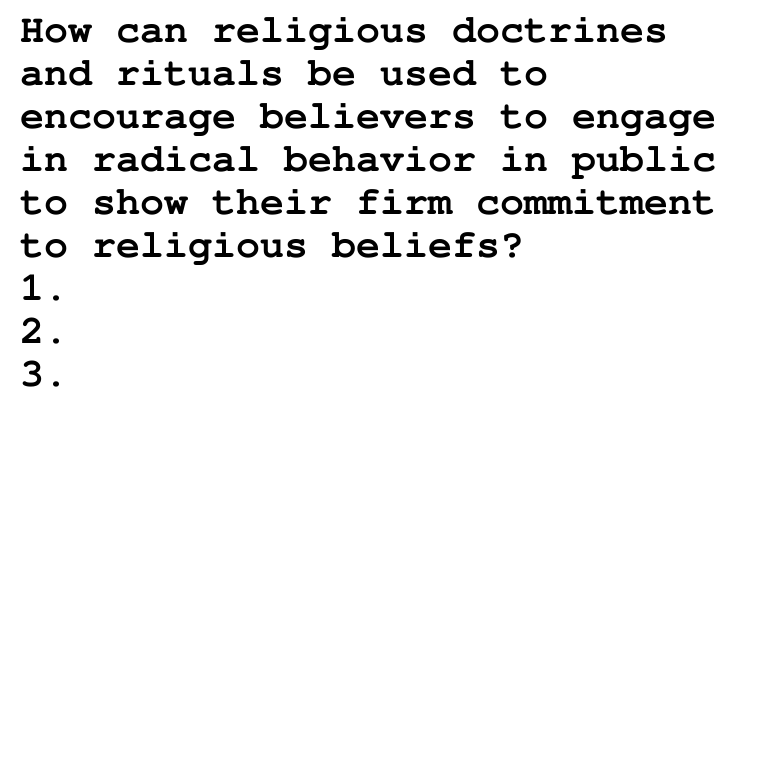 How can religious doctrines
and rituals be used to
encourage believers to engage
in radical behavior in public
to show their firm commitment
to religious beliefs?
1.
2.
3.